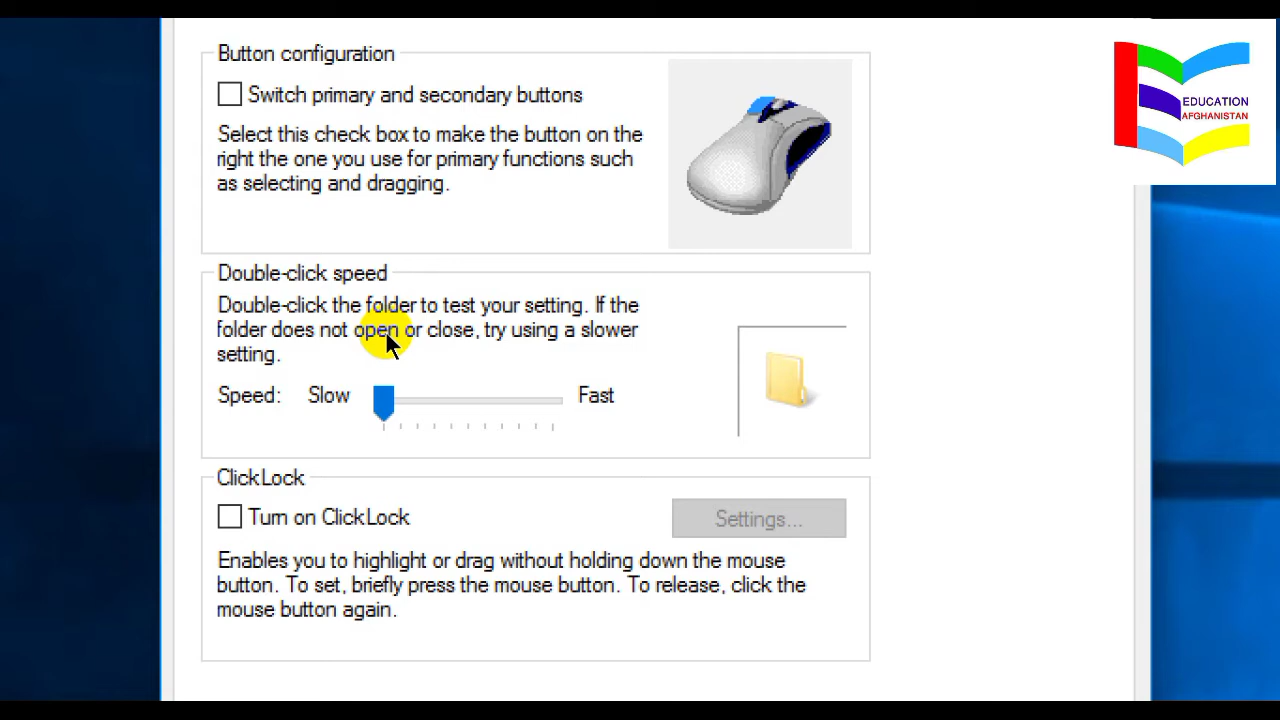 Button configuration
Switch primary and secondary buttons
Select this check box to make the button on the
right the one you use for primary functions such
as selecting and dragging.
EDUCATION
AFGHANISTAN
Double-click speed
Double-click the folder to test your setting. If the
folder does not open or close, try using a slower
setting.
Speed: Slow Fast
ClickLock
Turn on ClickLock
Settings...
Enables you to highlight or drag without holding down the mouse
button. To set, briefly press the mouse button. To release, click the
mouse button again.